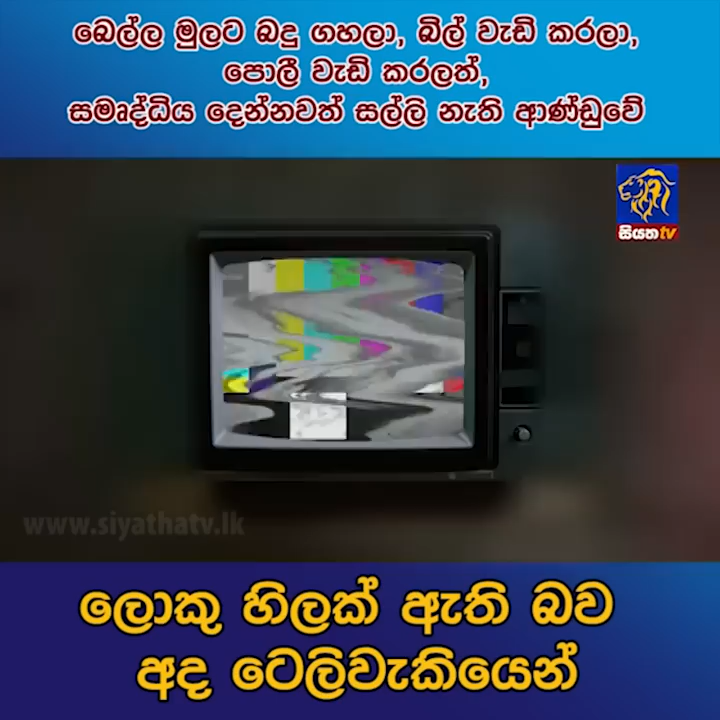 බෙල්ල මුලට බදු ගහලා, බිල් වැඩි කරලා,
පොලී වැඩි කරලත්,
සමෘද්ධිය දෙන්නවත් සල්ලි නැති ආණ්ඩුවේ
සියත tv
www.siyathatv.lk
ලොකු හිලක් ඇති බව
අද ටෙලිවැකියෙන්